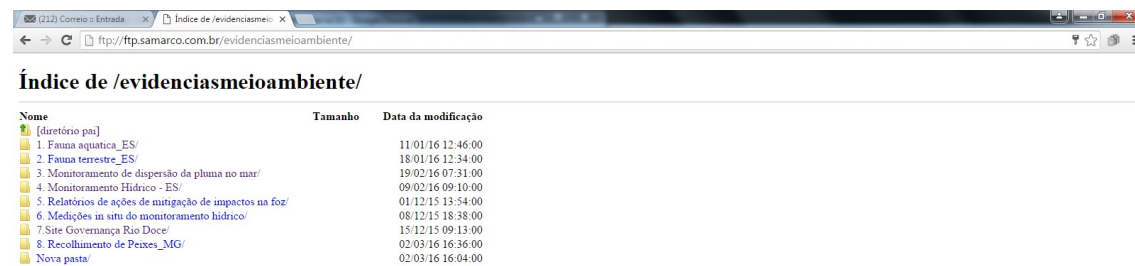 (212) Correio :: Entrada
Índice de /evidenciasmeio
ftp://ftp.samarco.com.br/evidenciasmeioambiente/
Índice de /evidenciasmeioambiente/
Nome Tamanho Data da modificação
[diretório pai]
1. Fauna aquatica_ES/ 11/01/16 12:46:00
2. Fauna terrestre_ES/ 18/01/16 12:34:00
3. Monitoramento de dispersão da pluma no mar/ 19/02/16 07:31:00
4. Monitoramento Hídrico - ES/ 09/02/16 09:10:00
5. Relatórios de ações de mitigação de impactos na foz/ 01/12/15 13:54:00
6. Medições in situ do monitoramento hídrico/ 08/12/15 18:38:00
7.Site Governança Rio Doce/ 15/12/15 09:13:00
8. Recolhimento de Peixes_MG/ 02/03/16 16:36:00
Nova pasta/ 02/03/16 16:04:00